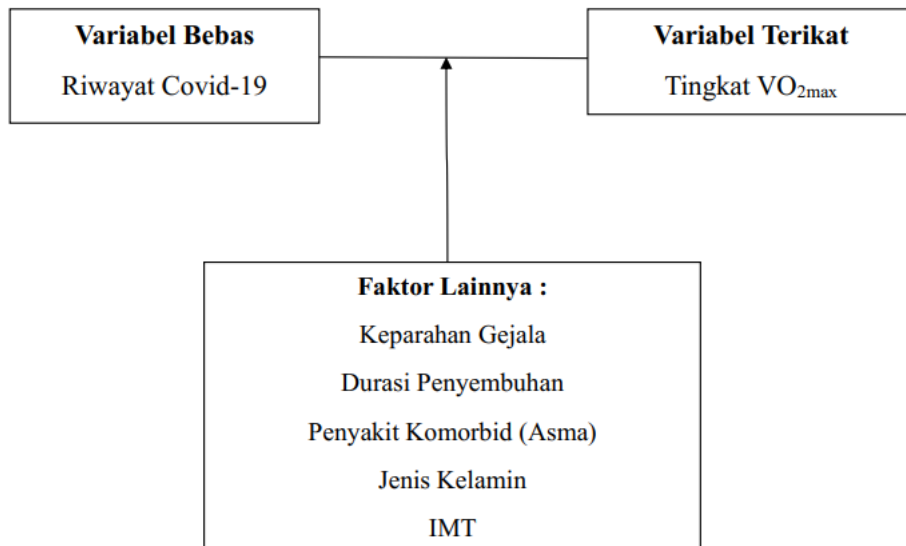 Variabel Bebas
Riwayat Covid-19
Variabel Terikat
Tingkat VO2max
Faktor Lainnya :
Keparahan Gejala
Durasi Penyembuhan
Penyakit Komorbid (Asma)
Jenis Kelamin
IMT